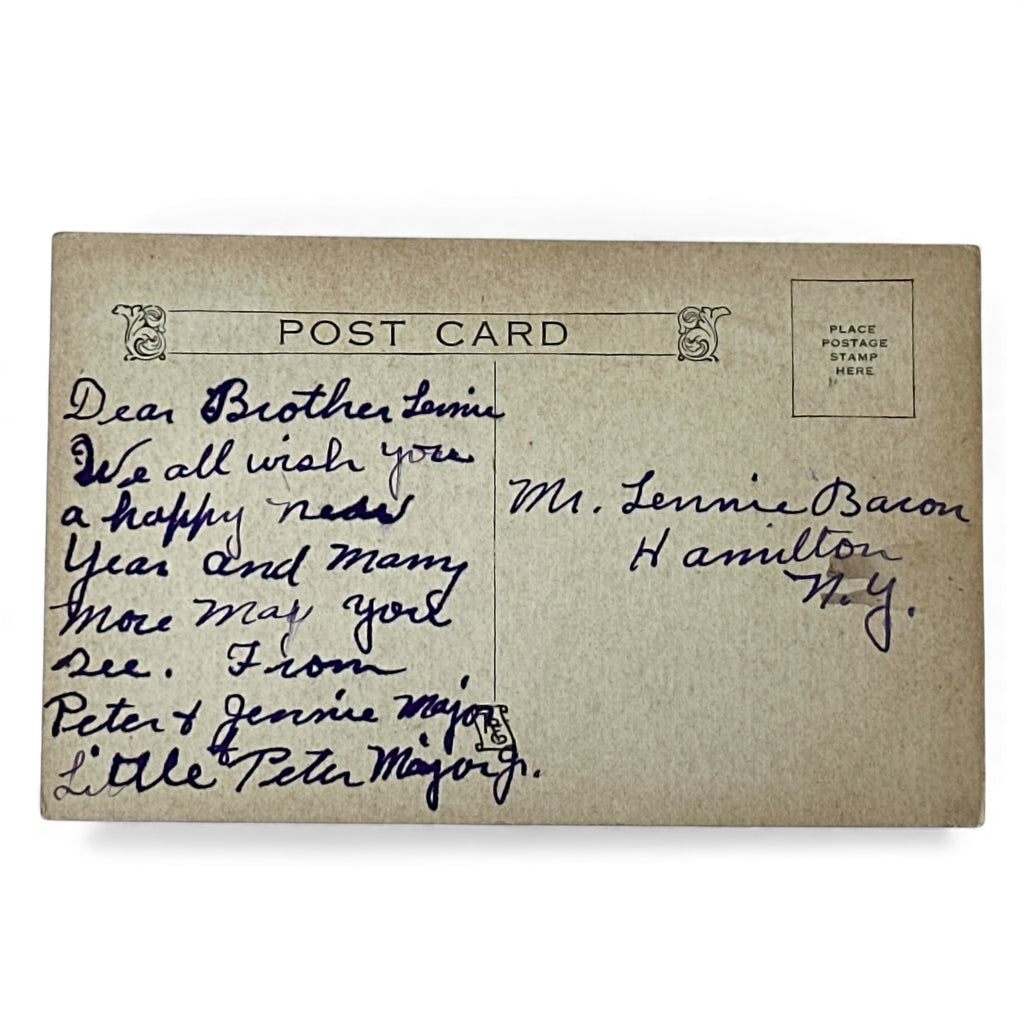 POST CARD
PLACE
POSTAGE
STAMP
HERE
Dear Brother Lennie
We all wish you
a happy new
Year and Many
More May you
see. From
Peter & Jennie Major
Little Peter Major Jr.
Mr. Lennie Bacon
Hamilton
N.Y.